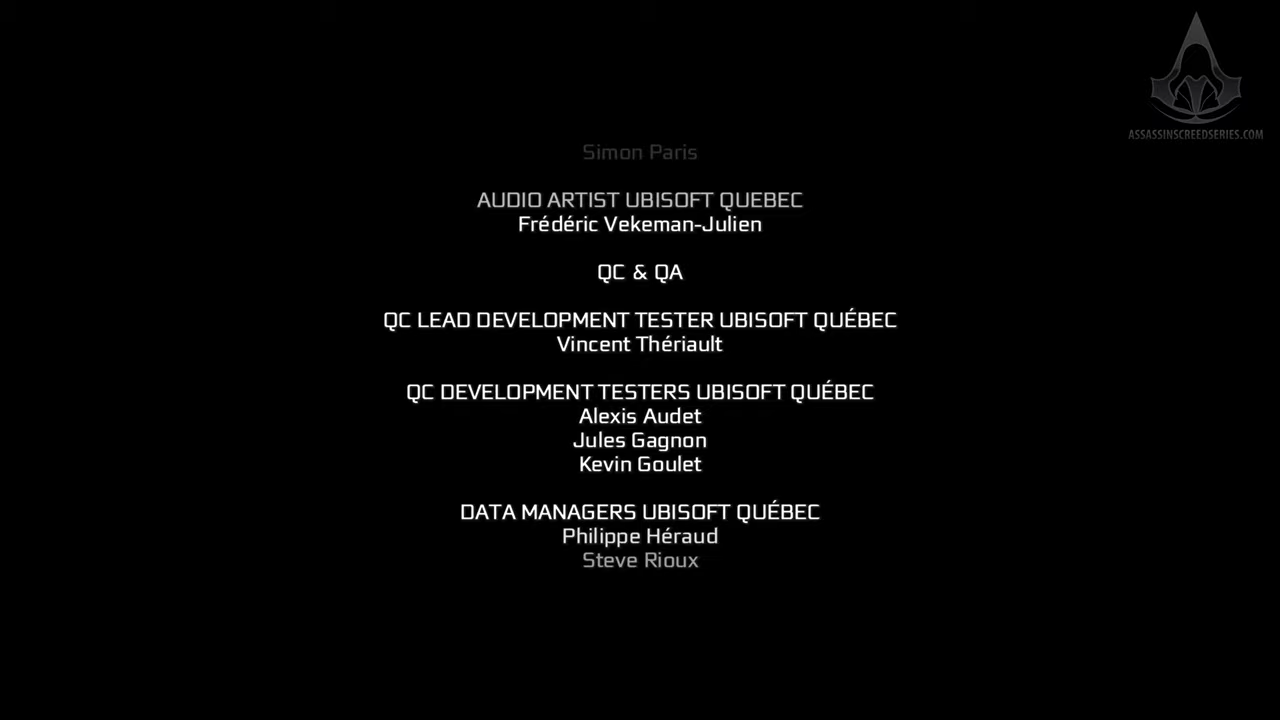 ASSASSINSCREEDSERIES.COM
Simon Paris
AUDIO ARTIST UBISOFT QUEBEC
Frédéric Vekeman-Julien
QC & QA
QC LEAD DEVELOPMENT TESTER UBISOFT QUÉBEC
Vincent Thériault
QC DEVELOPMENT TESTERS UBISOFT QUÉBEC
Alexis Audet
Jules Gagnon
Kevin Goulet
DATA MANAGERS UBISOFT QUÉBEC
Philippe Héraud
Steve Rioux